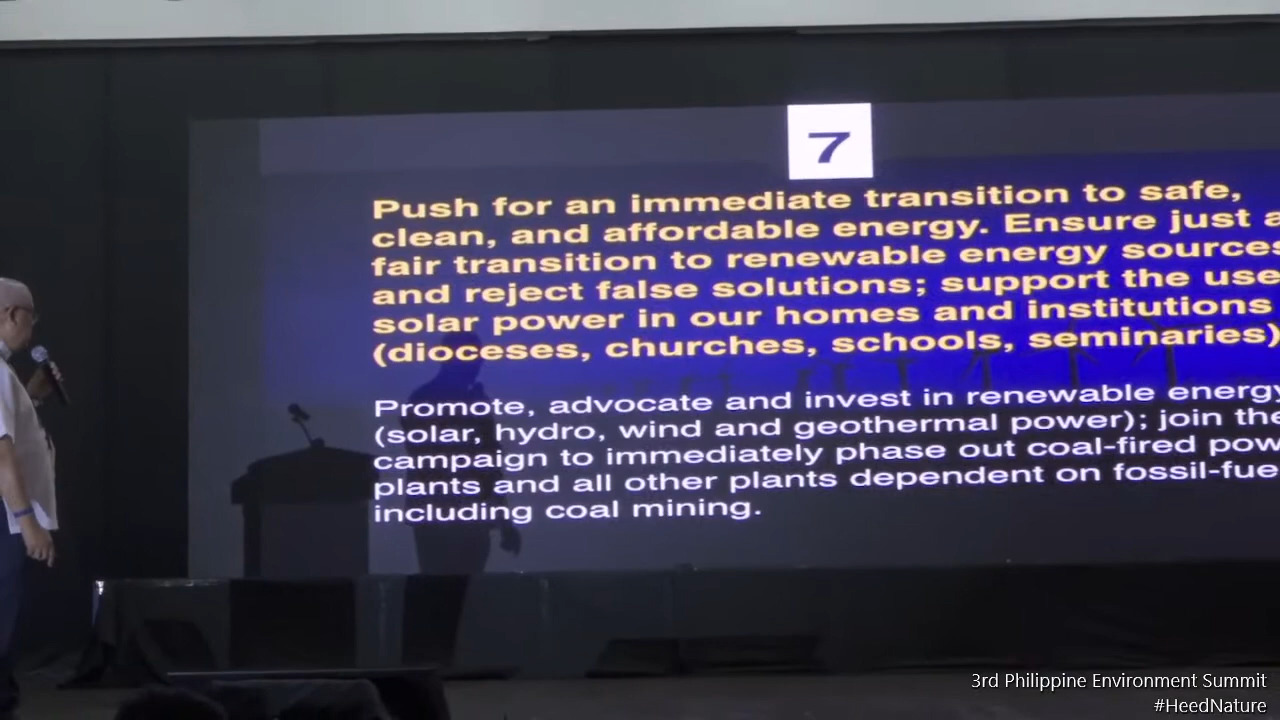 7
Push for an immediate transition to safe,
clean, and affordable energy. Ensure just
fair transition to renewable energy sources
and reject false solutions; support the use
solar power in our homes and institutions
(dioceses, churches, schools, seminaries)
Promote, advocate and invest in renewable energy
(solar, hydro, wind and geothermal power); join the
campaign to immediately phase out coal-fired
plants and all other plants dependent on
including coal mining.
3rd Philippine Environment Summit
#HeedNature